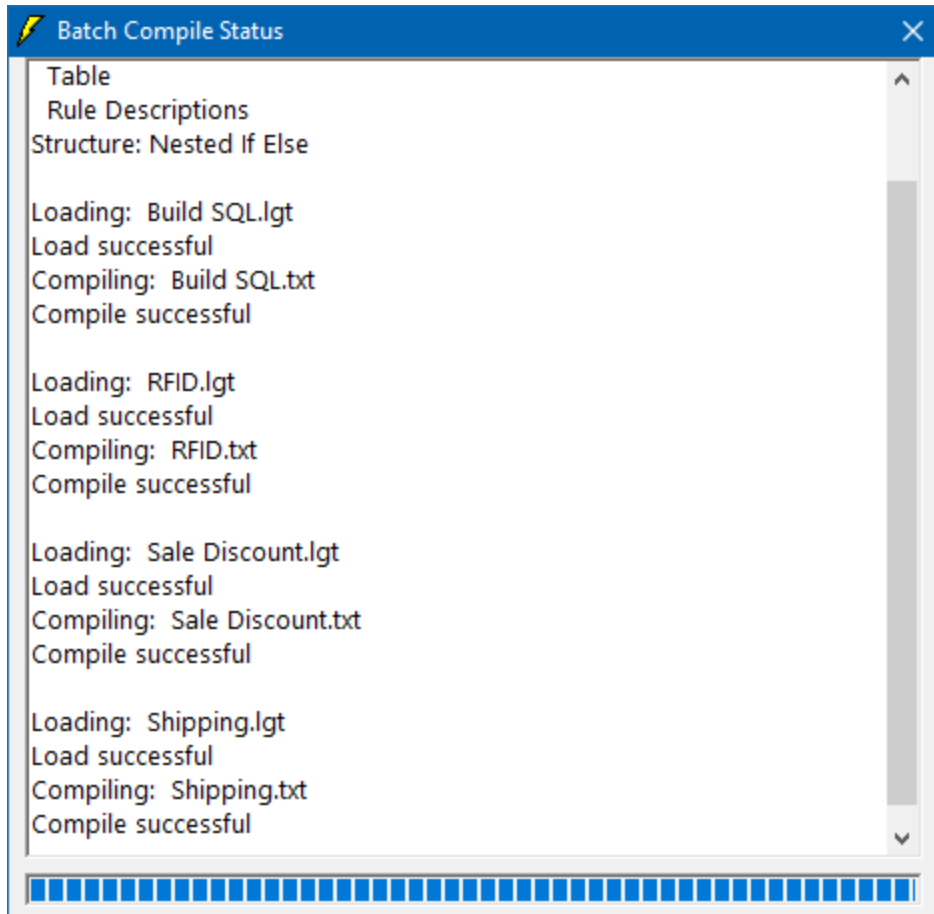 Batch Compile Status
Table
Rule Descriptions
Structure: Nested If Else
Loading:  Build SQL.lgt
Load successful
Compiling:  Build SQL.txt
Compile successful
Loading:  RFID.lgt
Load successful
Compiling:  RFID.txt
Compile successful
Loading:  Sale Discount.lgt
Load successful
Compiling:  Sale Discount.txt
Compile successful
Loading:  Shipping.lgt
Load successful
Compiling:  Shipping.txt
Compile successful